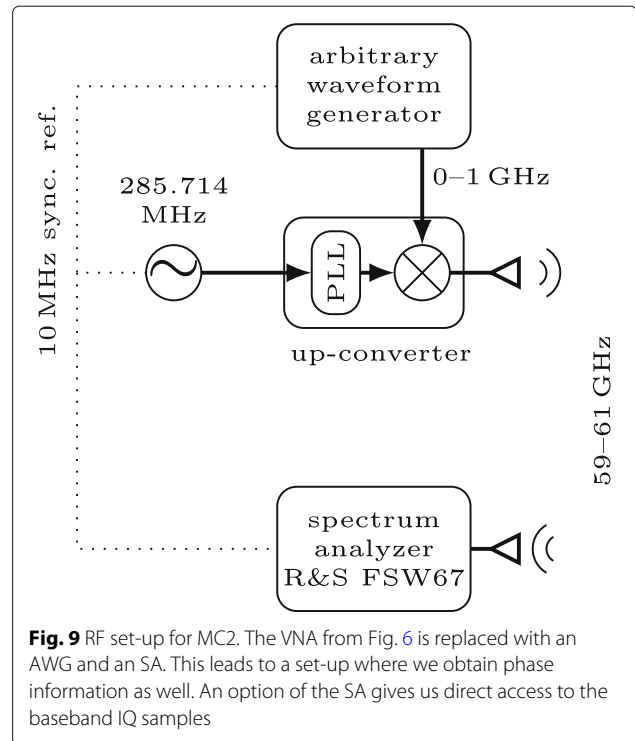 arbitrary
waveform
generator
10 MHz sync. ref.
285.714
MHz
0–1 GHz
PLL
up-converter
59–61 GHz
spectrum
analyzer
R&S FSW67
Fig. 9 RF set-up for MC2. The VNA from Fig. 6 is replaced with an
AWG and an SA. This leads to a set-up where we obtain phase
information as well. An option of the SA gives us direct access to the
baseband IQ samples